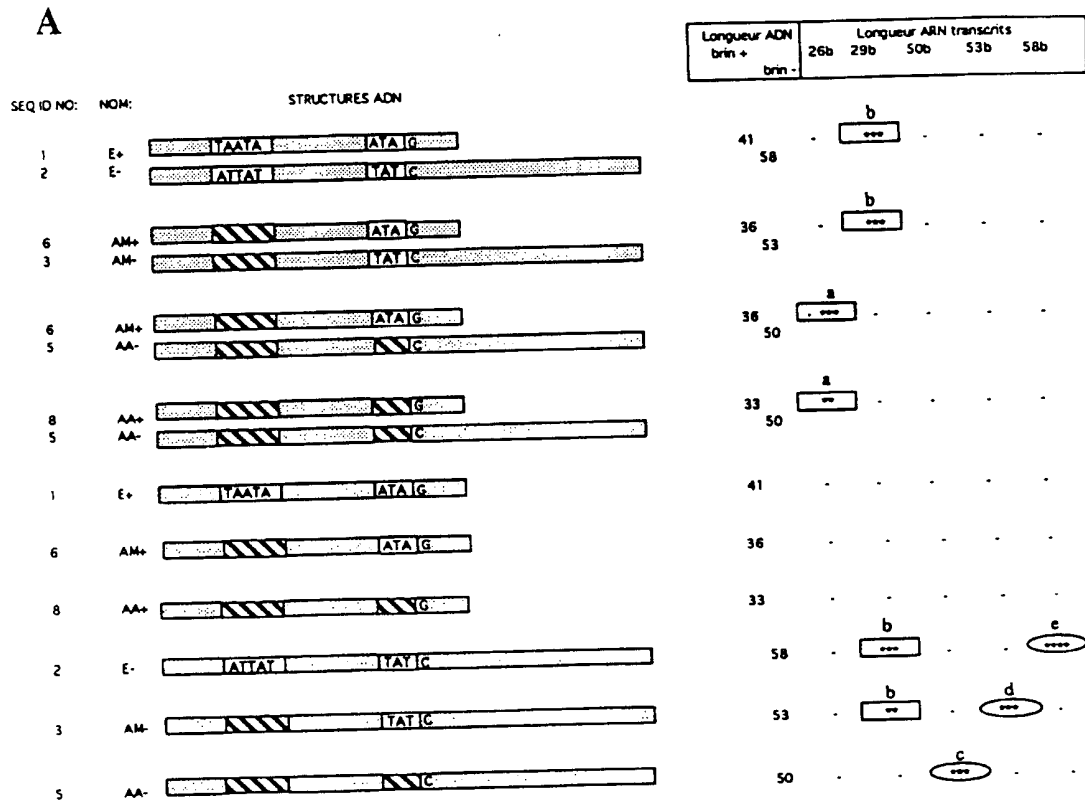 A
Longueur ADN Longueur ARN transcrits
brin + 26b 29b 50b 53b 58b
brin -
SEQ ID NO: NOM: STRUCTURES ADN
b
1 E+ TAATA ATA G 41 - *** - - -
2 E- ATTAT TAT C 58
b
6 AM+ ATA G 36 - *** - - -
3 AM- TAT C 53
a
6 AM+ ATA G 36 *** - - - -
5 AA- C 50
a
8 AA+ G 33 ** - - - -
5 AA- C 50
1 E+ TAATA ATA G 41 - - - - -
6 AM+ ATA G 36 - - - - -
8 AA+ G 33 - - - - -
b e
2 E- ATTAT TAT C 58 - *** - - ****
b d
3 AM- TAT C 53 - ** - *** -
c
5 AA- C 50 - - *** - -